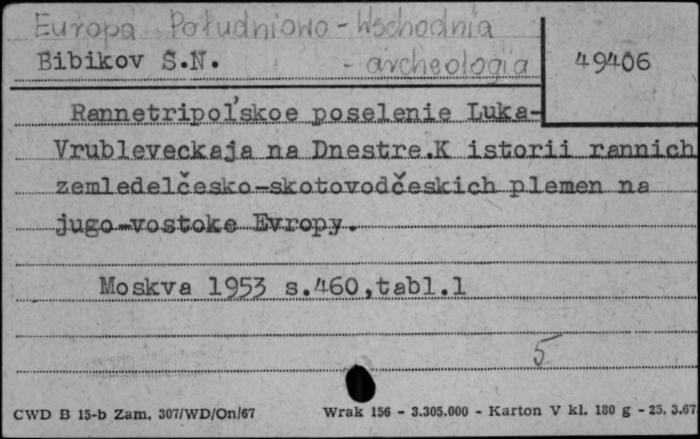 Europa Południowo-Wschodnia
Bibikov S.N. - archeologia 49406
Rannetripol'skoe poselenie Luka-
Vrubleveckaja na Dnestre.K istorii rannich
zemledelčesko-skotovodčeskich plemen na
jugo-vostoke Evropy.
Moskva 1953 s.460,tabl.1
5
CWD B 15-b Zam. 307/WD/On/67 Wrak 156 - 3.305.000 - Karton V kl. 180 g - 25. 3.67